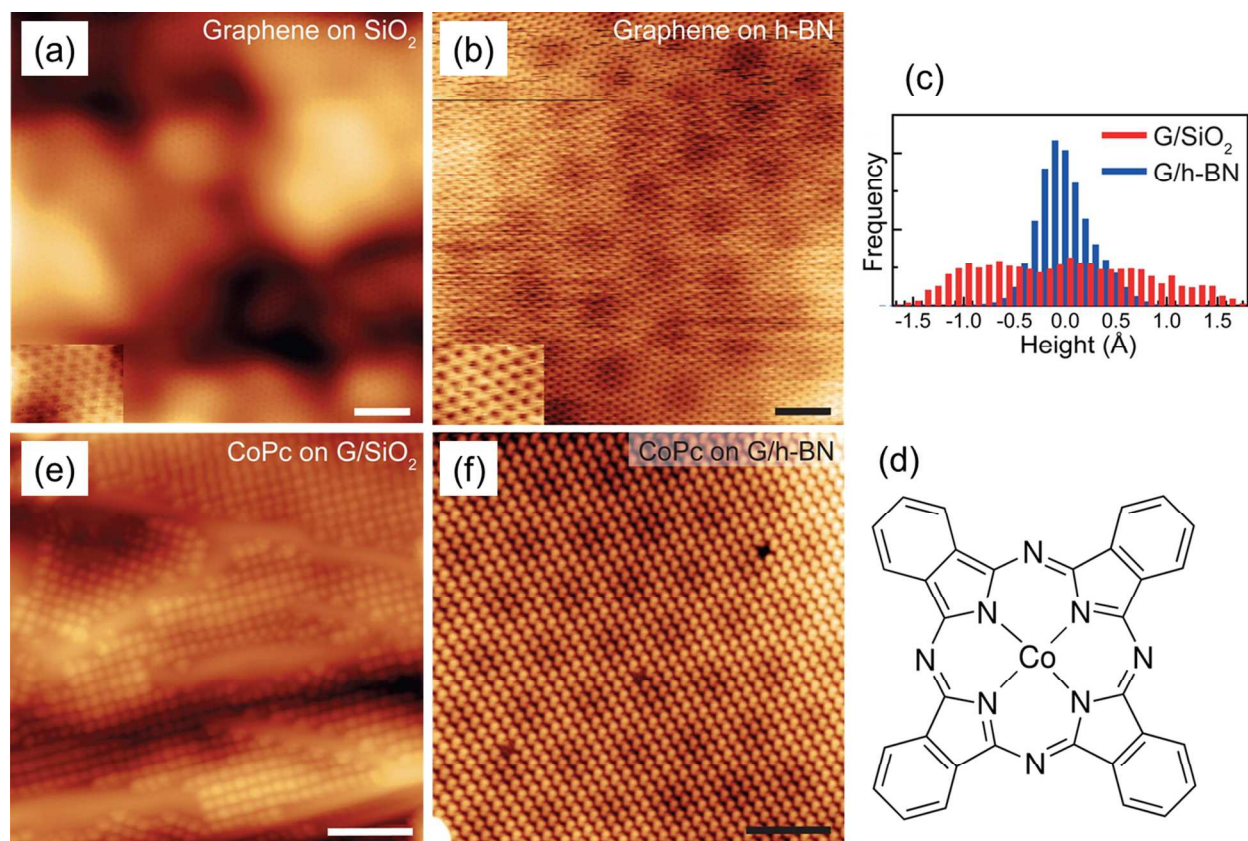 (a)
Graphene on SiO₂
(b)
Graphene on h-BN
(c)
G/SiO₂
G/h-BN
Frequency
-1.5 -1.0 -0.5 0.0 0.5 1.0 1.5
Height (Å)
(e)
CoPc on G/SiO₂
(f)
CoPc on G/h-BN
(d)
N
N N
N Co N
N N
N